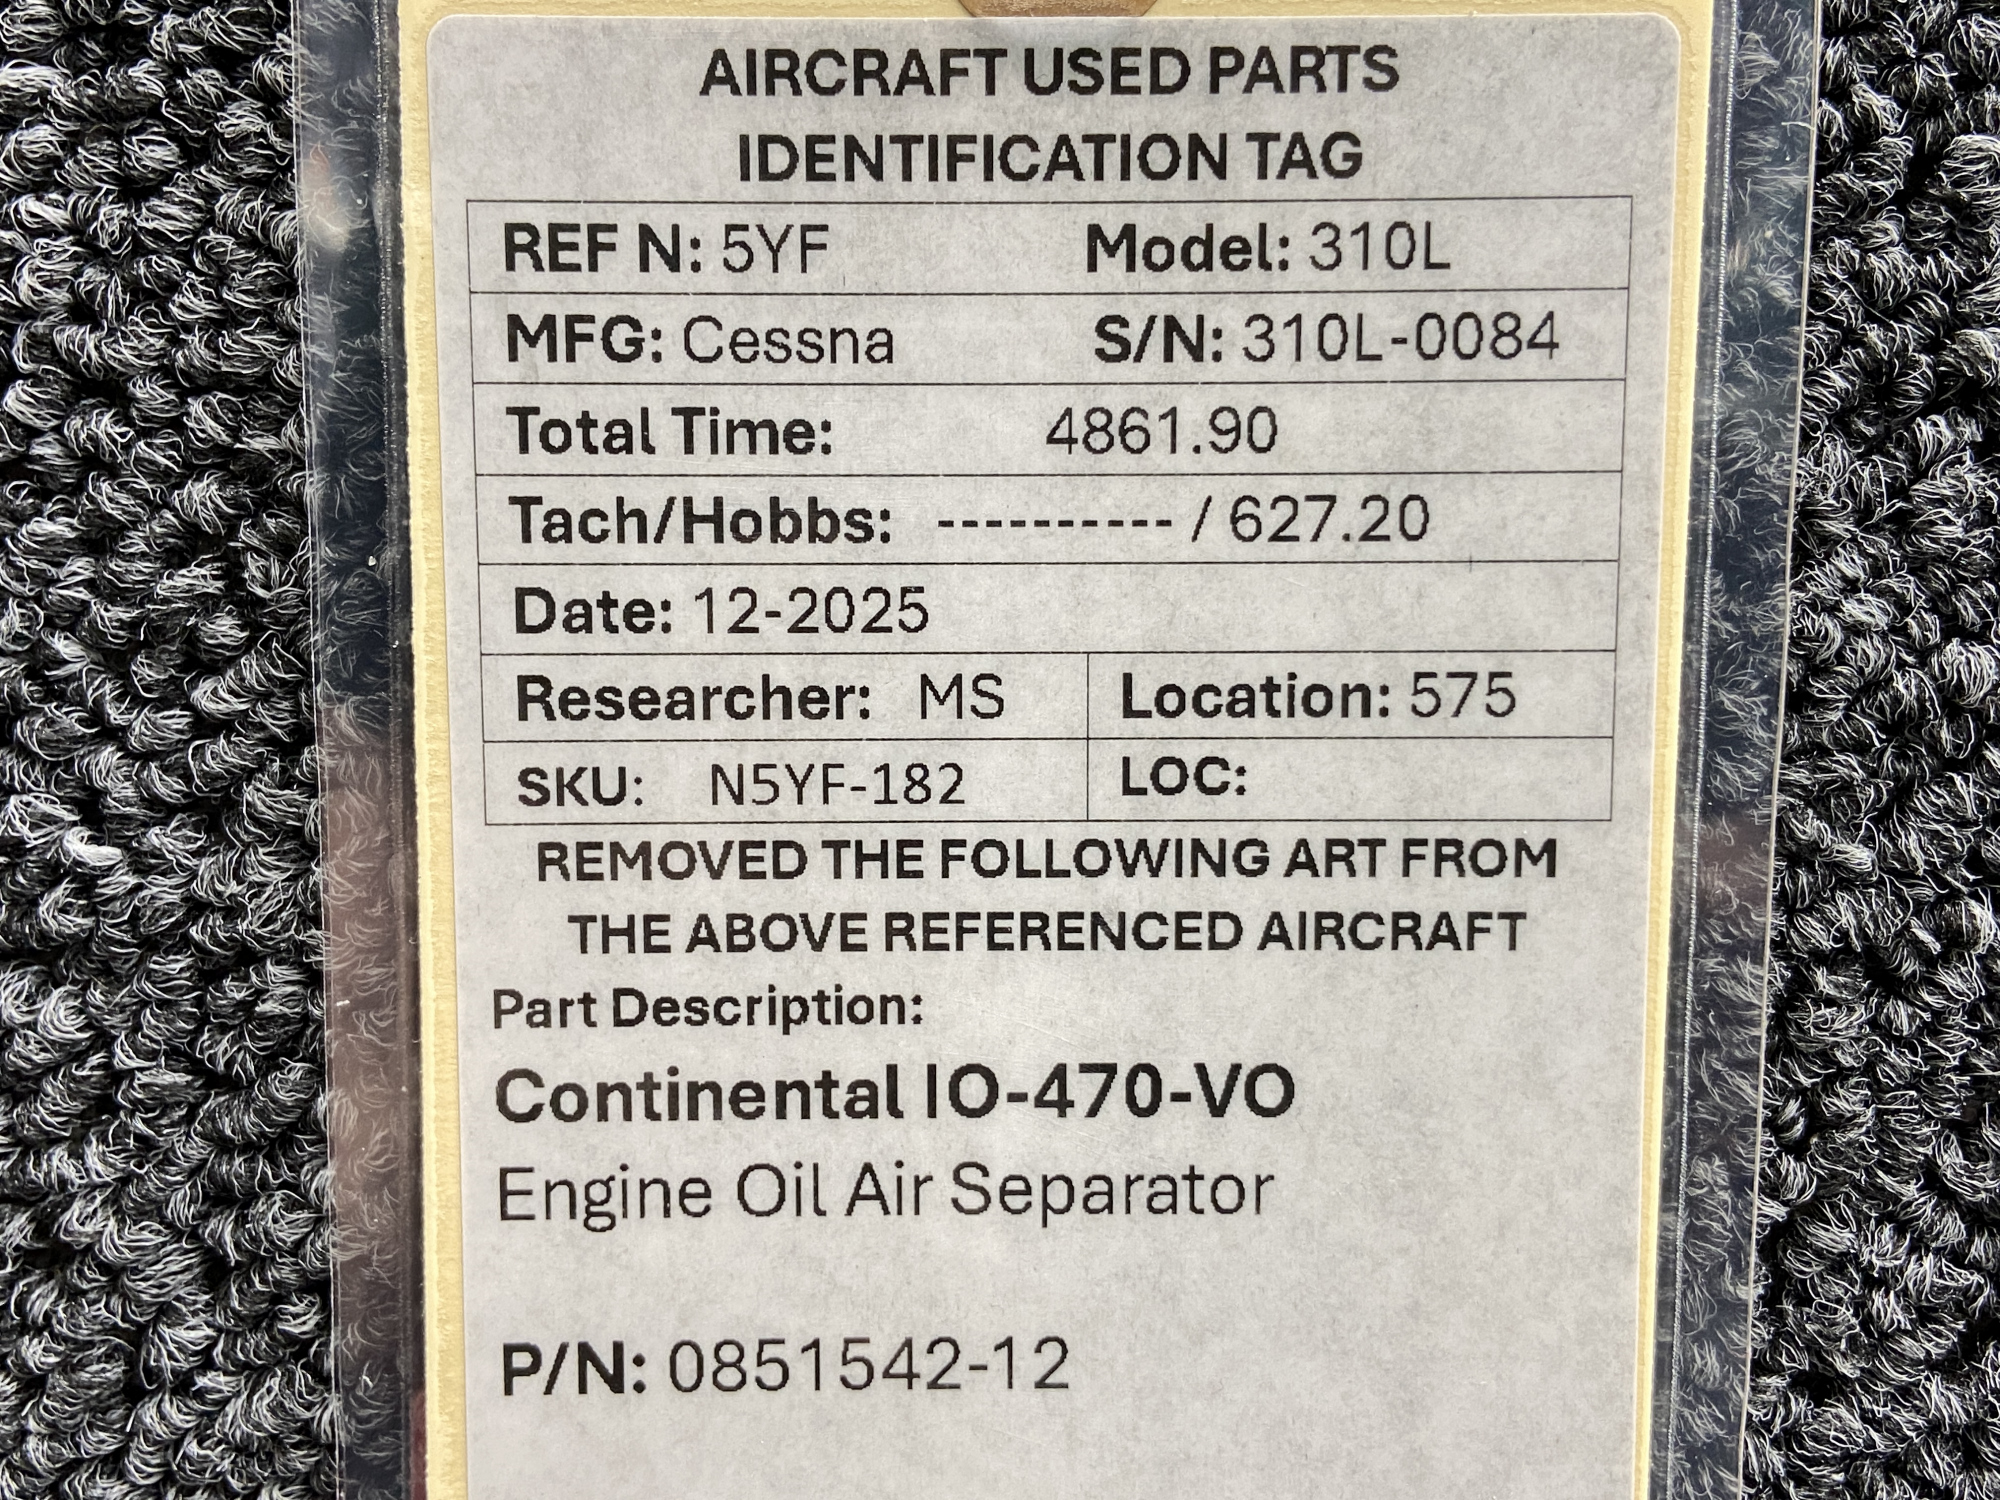 AIRCRAFT USED PARTS
IDENTIFICATION TAG
REF N: 5YF Model: 310L
MFG: Cessna S/N: 310L-0084
Total Time: 4861.90
Tach/Hobbs: ---------- / 627.20
Date: 12-2025
Researcher: MS Location: 575
SKU: N5YF-182 LOC:
REMOVED THE FOLLOWING ART FROM
THE ABOVE REFERENCED AIRCRAFT
Part Description:
Continental IO-470-VO
Engine Oil Air Separator
P/N: 0851542-12